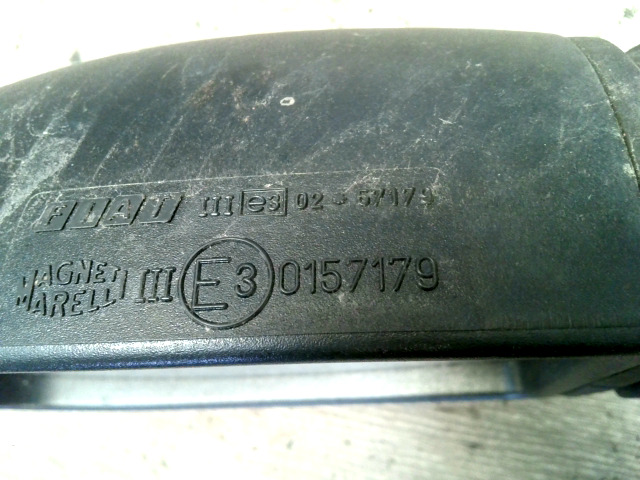 FIAT III e3 02-57179
MAGNETI
MARELLI III E3 0157179